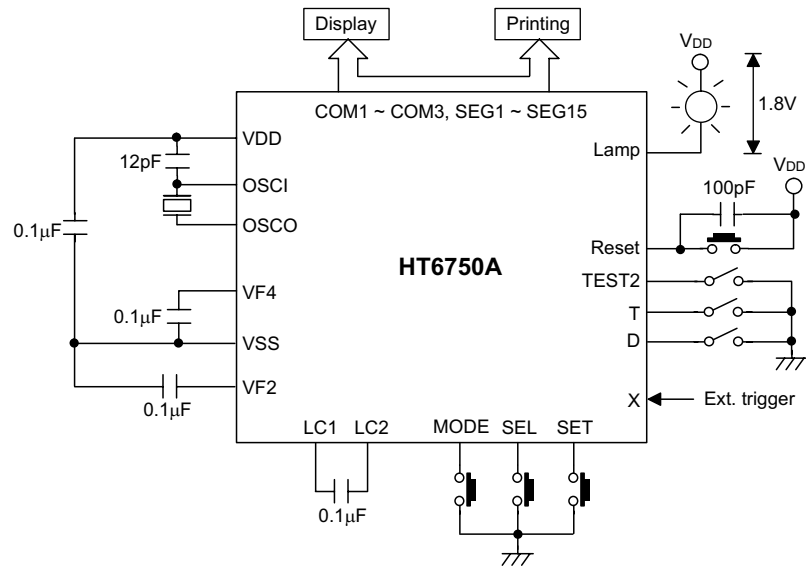 Display
Printing
VDD
COM1 ~ COM3, SEG1 ~ SEG15
1.8V
VDD
Lamp
12pF
OSCI
VDD
100pF
OSCO
0.1μF
Reset
HT6750A
TEST2
VF4
T
0.1μF
VSS
D
VF2
0.1μF
X
Ext. trigger
LC1
LC2
MODE
SEL
SET
0.1μF